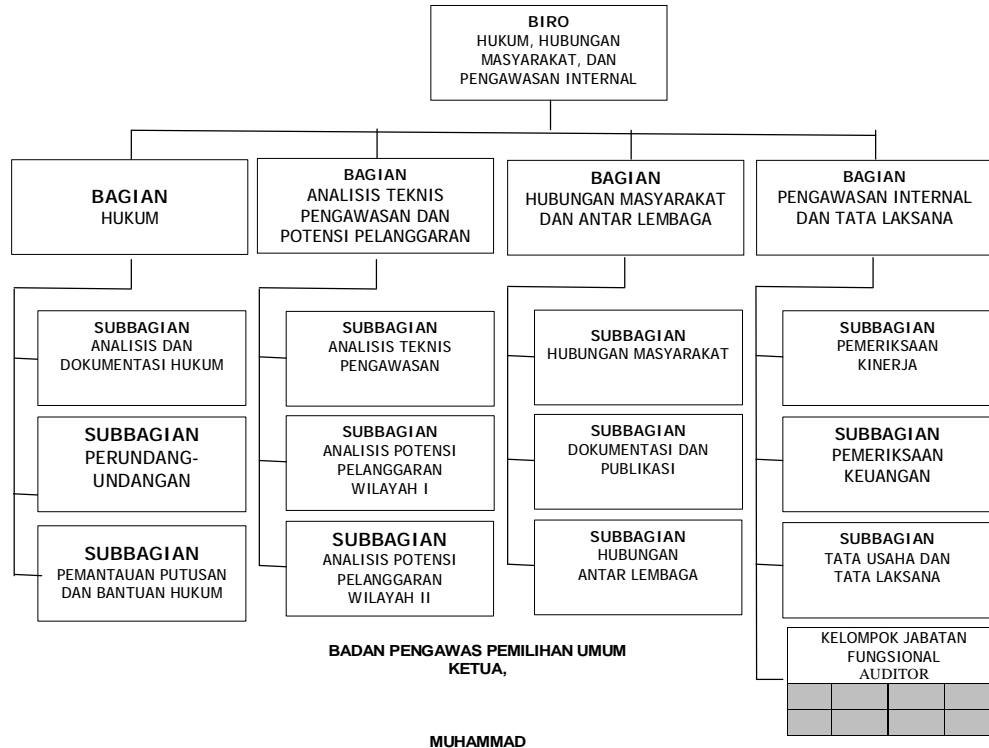 BIRO
HUKUM, HUBUNGAN
MASYARAKAT, DAN
PENGAWASAN INTERNAL
BAGIAN
HUKUM
BAGIAN
ANALISIS TEKNIS
PENGAWASAN DAN
POTENSI PELANGGARAN
BAGIAN
HUBUNGAN MASYARAKAT
DAN ANTAR LEMBAGA
BAGIAN
PENGAWASAN INTERNAL
DAN TATA LAKSANA
SUBBAGIAN
ANALISIS DAN
DOKUMENTASI HUKUM
SUBBAGIAN
PERUNDANG-
UNDANGAN
SUBBAGIAN
PEMANTAUAN PUTUSAN
DAN BANTUAN HUKUM
SUBBAGIAN
ANALISIS TEKNIS
PENGAWASAN
SUBBAGIAN
ANALISIS POTENSI
PELANGGARAN
WILAYAH I
SUBBAGIAN
ANALISIS POTENSI
PELANGGARAN
WILAYAH II
SUBBAGIAN
HUBUNGAN MASYARAKAT
SUBBAGIAN
DOKUMENTASI DAN
PUBLIKASI
SUBBAGIAN
HUBUNGAN
ANTAR LEMBAGA
SUBBAGIAN
PEMERIKSAAN
KINERJA
SUBBAGIAN
PEMERIKSAAN
KEUANGAN
SUBBAGIAN
TATA USAHA DAN
TATA LAKSANA
KELOMPOK JABATAN
FUNGSIONAL
AUDITOR
BADAN PENGAWAS PEMILIHAN UMUM
KETUA,
MUHAMMAD